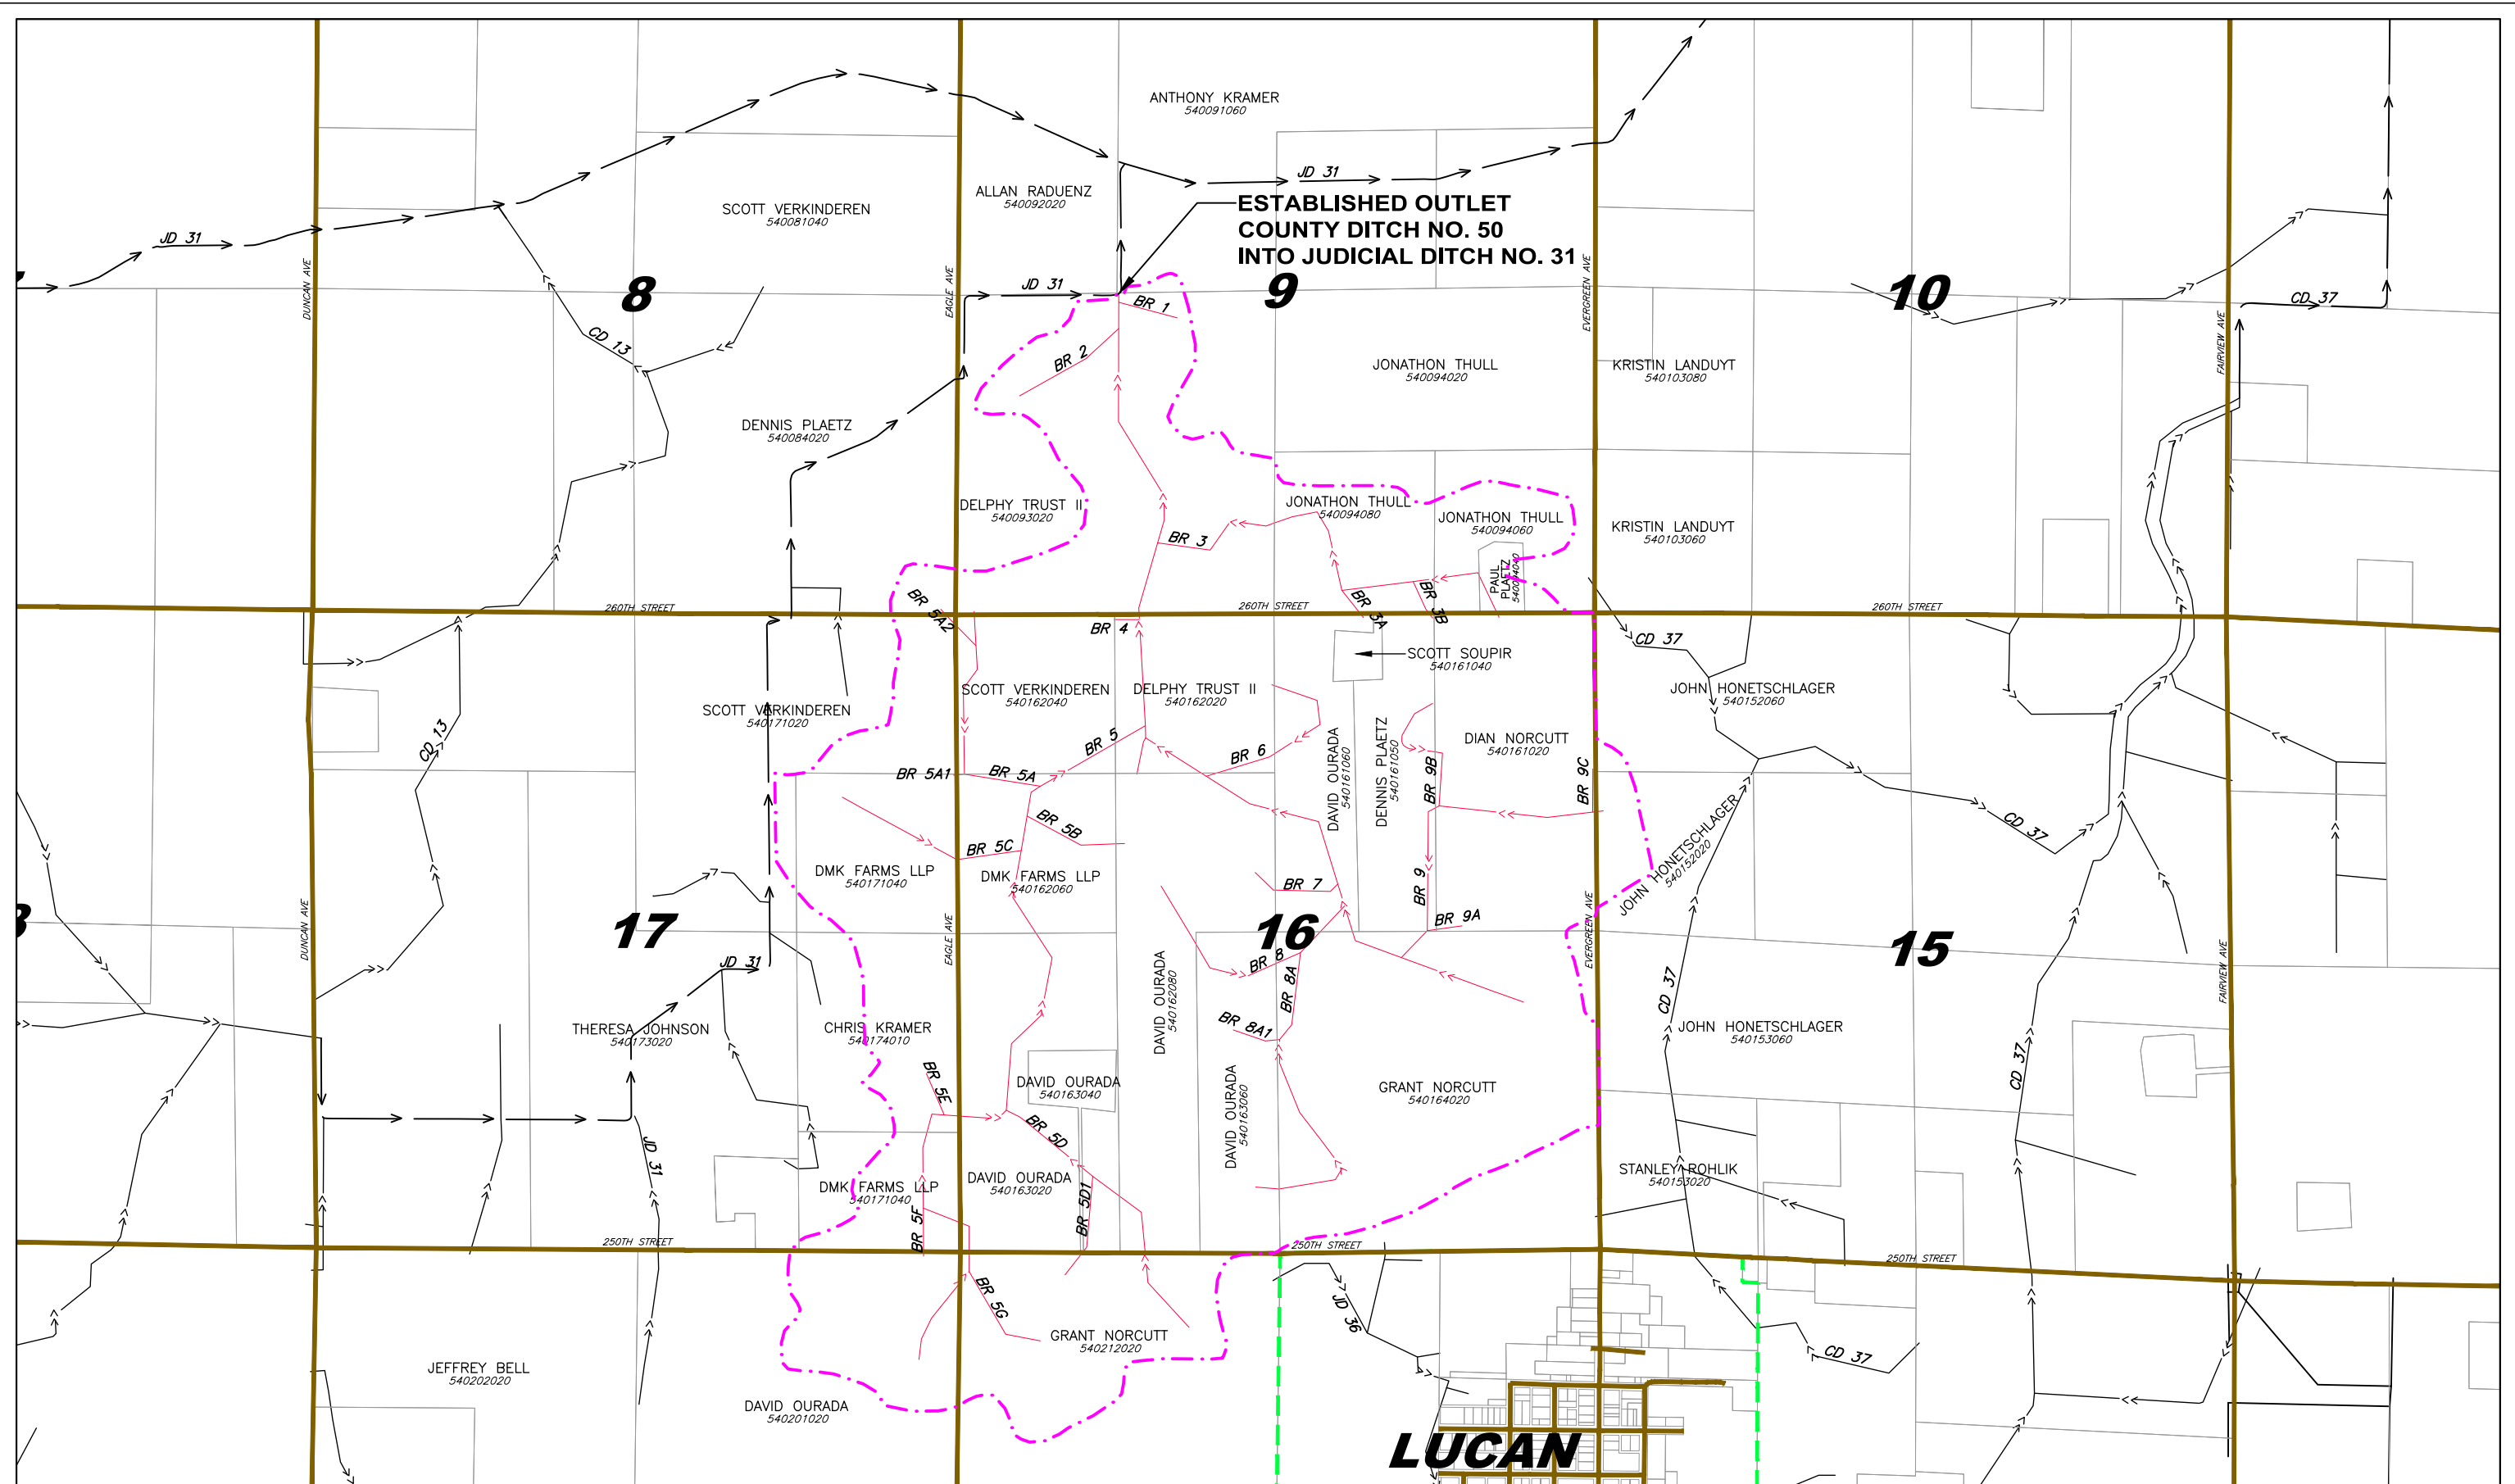 ANTHONY KRAMER
540091060
JD 31
ALLAN RADUENZ
540092020
SCOTT VERKINDEREN
540081040
ESTABLISHED OUTLET
COUNTY DITCH NO. 50
INTO JUDICIAL DITCH NO. 31
JD 31
DUNCAN AVE
8
EAGLE AVE
JD 31
BR 1
9
EVERGREEN AVE
10
CD 37
FAIRVIEW AVE
CD 13
BR 2
JONATHON THULL
540094020
KRISTIN LANDUYT
540103080
DENNIS PLAETZ
540084020
DELPHY TRUST II
540093020
JONATHON THULL
540094080
JONATHON THULL
540094060
KRISTIN LANDUYT
540103060
BR 3
PAUL
PLAETZ
540094040
BR 5A2
BR 3A
BR 3B
260TH STREET
260TH STREET
260TH STREET
BR 4
CD 37
SCOTT SOUPIR
540161040
SCOTT VERKINDEREN
540171020
SCOTT VERKINDEREN
540162040
DELPHY TRUST II
540162020
JOHN HONETSCHLAGER
540152060
CD 13
BR 5
BR 6
DAVID OURADA
540161060
DENNIS PLAETZ
540161050
DIAN NORCUTT
540161020
BR 5A1
BR 5A
BR 9B
BR 9C
BR 5B
BR 5C
CD 37
JOHN HONETSCHLAGER
540152020
DMK FARMS LLP
540171040
DMK FARMS LLP
540162060
BR 7
BR 9
BR 9A
DUNCAN AVE
17
EAGLE AVE
16
EVERGREEN AVE
15
FAIRVIEW AVE
JD 31
BR 8
BR 8A
DAVID OURADA
540162080
CD 37
BR 8A1
THERESA JOHNSON
540173020
CHRIS KRAMER
540174010
JOHN HONETSCHLAGER
540153060
CD 37
BR 5E
DAVID OURADA
540163040
DAVID OURADA
540163060
GRANT NORCUTT
540164020
JD 31
BR 5D
STANLEY ROHLIK
540153020
DMK FARMS LLP
540171040
DAVID OURADA
540163020
BR 5F
BR 5D1
250TH STREET
250TH STREET
250TH STREET
BR 5G
JD 36
GRANT NORCUTT
540212020
CD 37
JEFFREY BELL
540202020
DAVID OURADA
540201020
LUCAN